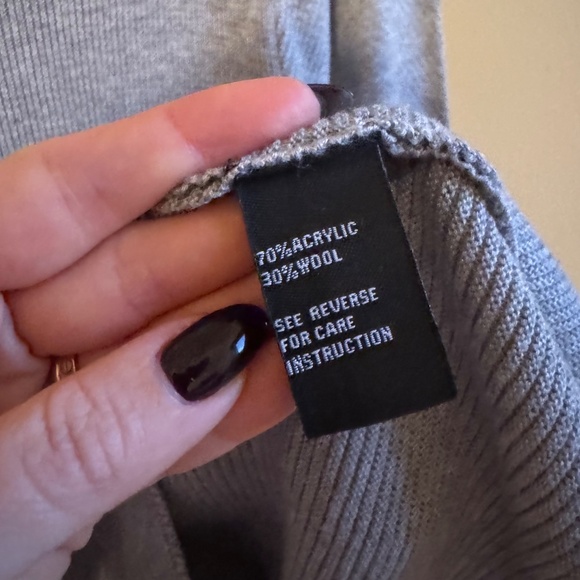 70%ACRYLIC
30%WOOL
SEE REVERSE
FOR CARE
INSTRUCTION